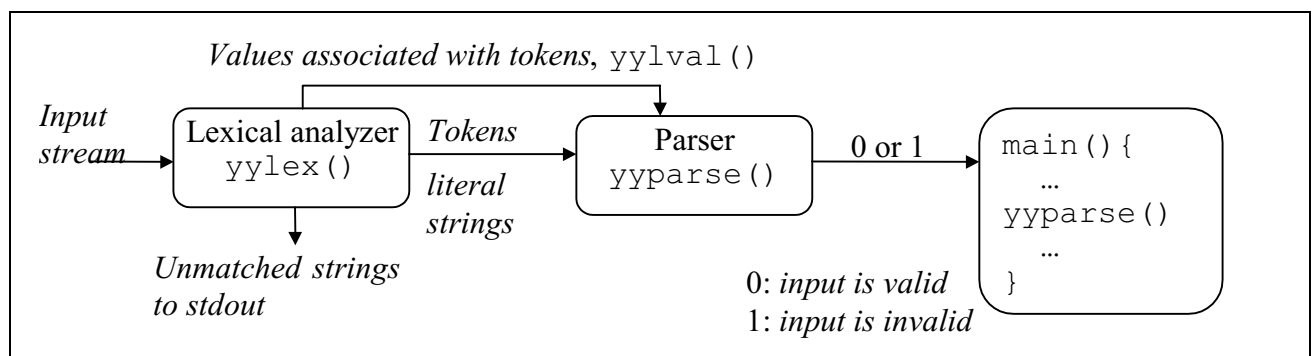 Values associated with tokens, yylval()
Input
stream
Lexical analyzer
yylex()
Tokens
literal
strings
Unmatched strings
to stdout
Parser
yyparse()
0 or 1
main(){
…
yyparse()
…
}
0: input is valid
1: input is invalid